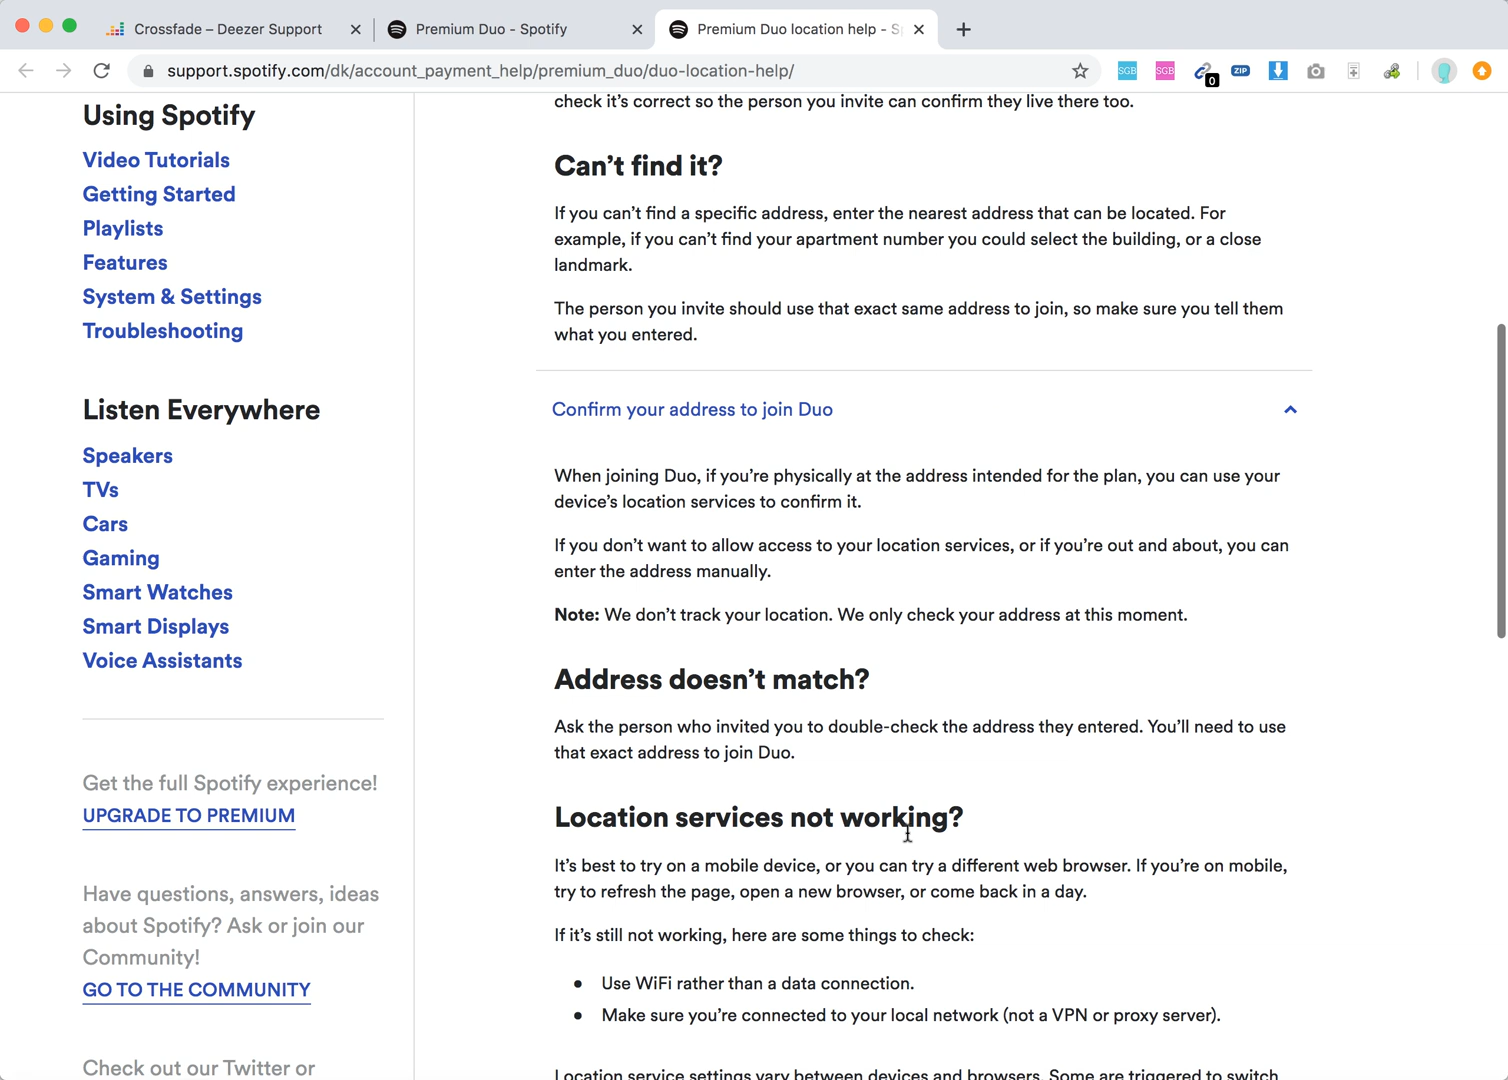 Crossfade – Deezer Support
Premium Duo - Spotify
Premium Duo location help - S
support.spotify.com/dk/account_payment_help/premium_duo/duo-location-help/
SGB
SGB
0
ZIP
Using Spotify
Video Tutorials
Getting Started
Playlists
Features
System & Settings
Troubleshooting
Listen Everywhere
Speakers
TVs
Cars
Gaming
Smart Watches
Smart Displays
Voice Assistants
Get the full Spotify experience!
UPGRADE TO PREMIUM
Have questions, answers, ideas
about Spotify? Ask or join our
Community!
GO TO THE COMMUNITY
Check out our Twitter or
check it's correct so the person you invite can confirm they live there too.
Can't find it?
If you can't find a specific address, enter the nearest address that can be located. For
example, if you can't find your apartment number you could select the building, or a close
landmark.
The person you invite should use that exact same address to join, so make sure you tell them
what you entered.
Confirm your address to join Duo
When joining Duo, if you're physically at the address intended for the plan, you can use your
device's location services to confirm it.
If you don't want to allow access to your location services, or if you're out and about, you can
enter the address manually.
Note: We don't track your location. We only check your address at this moment.
Address doesn't match?
Ask the person who invited you to double-check the address they entered. You'll need to use
that exact address to join Duo.
Location services not working?
It's best to try on a mobile device, or you can try a different web browser. If you're on mobile,
try to refresh the page, open a new browser, or come back in a day.
If it's still not working, here are some things to check:
• Use WiFi rather than a data connection.
• Make sure you're connected to your local network (not a VPN or proxy server).
Location service settings vary between devices and browsers. Some are triggered to switch